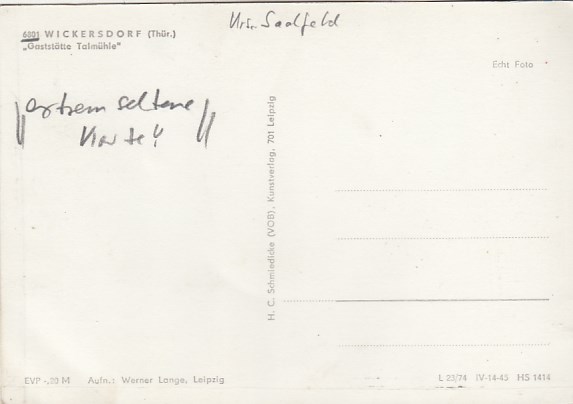 Krs. Saalfeld
6801 WICKERSDORF (Thür.)
„Gaststätte Talmühle"
Echt Foto
extrem seltene
Karte!!
H. C. Schmiedicke (VOB), Kunstverlag, 701 Leipzig
EVP -,20 M Aufn.: Werner Lange, Leipzig
L 23/74 IV-14-45 HS 1414